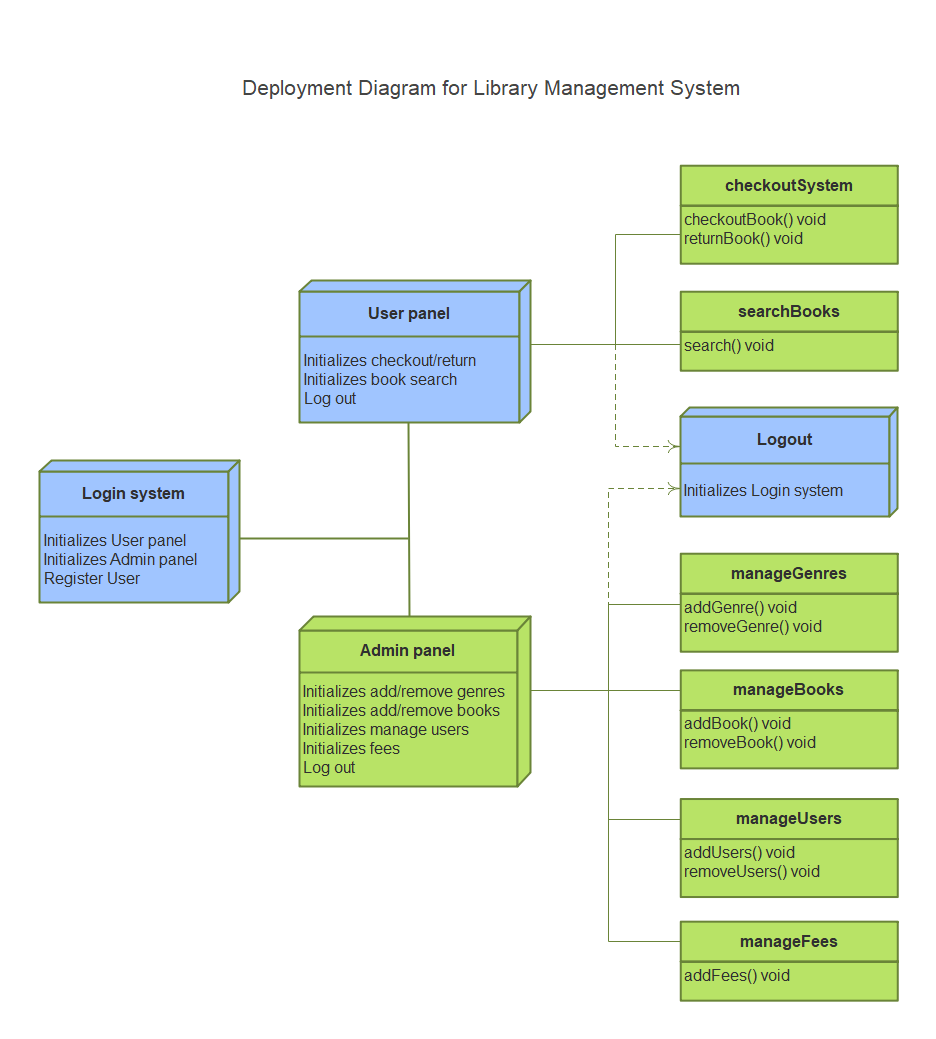 Deployment Diagram for Library Management System
checkoutSystem
checkoutBook() void
returnBook() void
searchBooks
search() void
User panel
Initializes checkout/return
Initializes book search
Log out
Logout
Initializes Login system
Login system
Initializes User panel
Initializes Admin panel
Register User
manageGenres
addGenre() void
removeGenre() void
Admin panel
Initializes add/remove genres
Initializes add/remove books
Initializes manage users
Initializes fees
Log out
manageBooks
addBook() void
removeBook() void
manageUsers
addUsers() void
removeUsers() void
manageFees
addFees() void